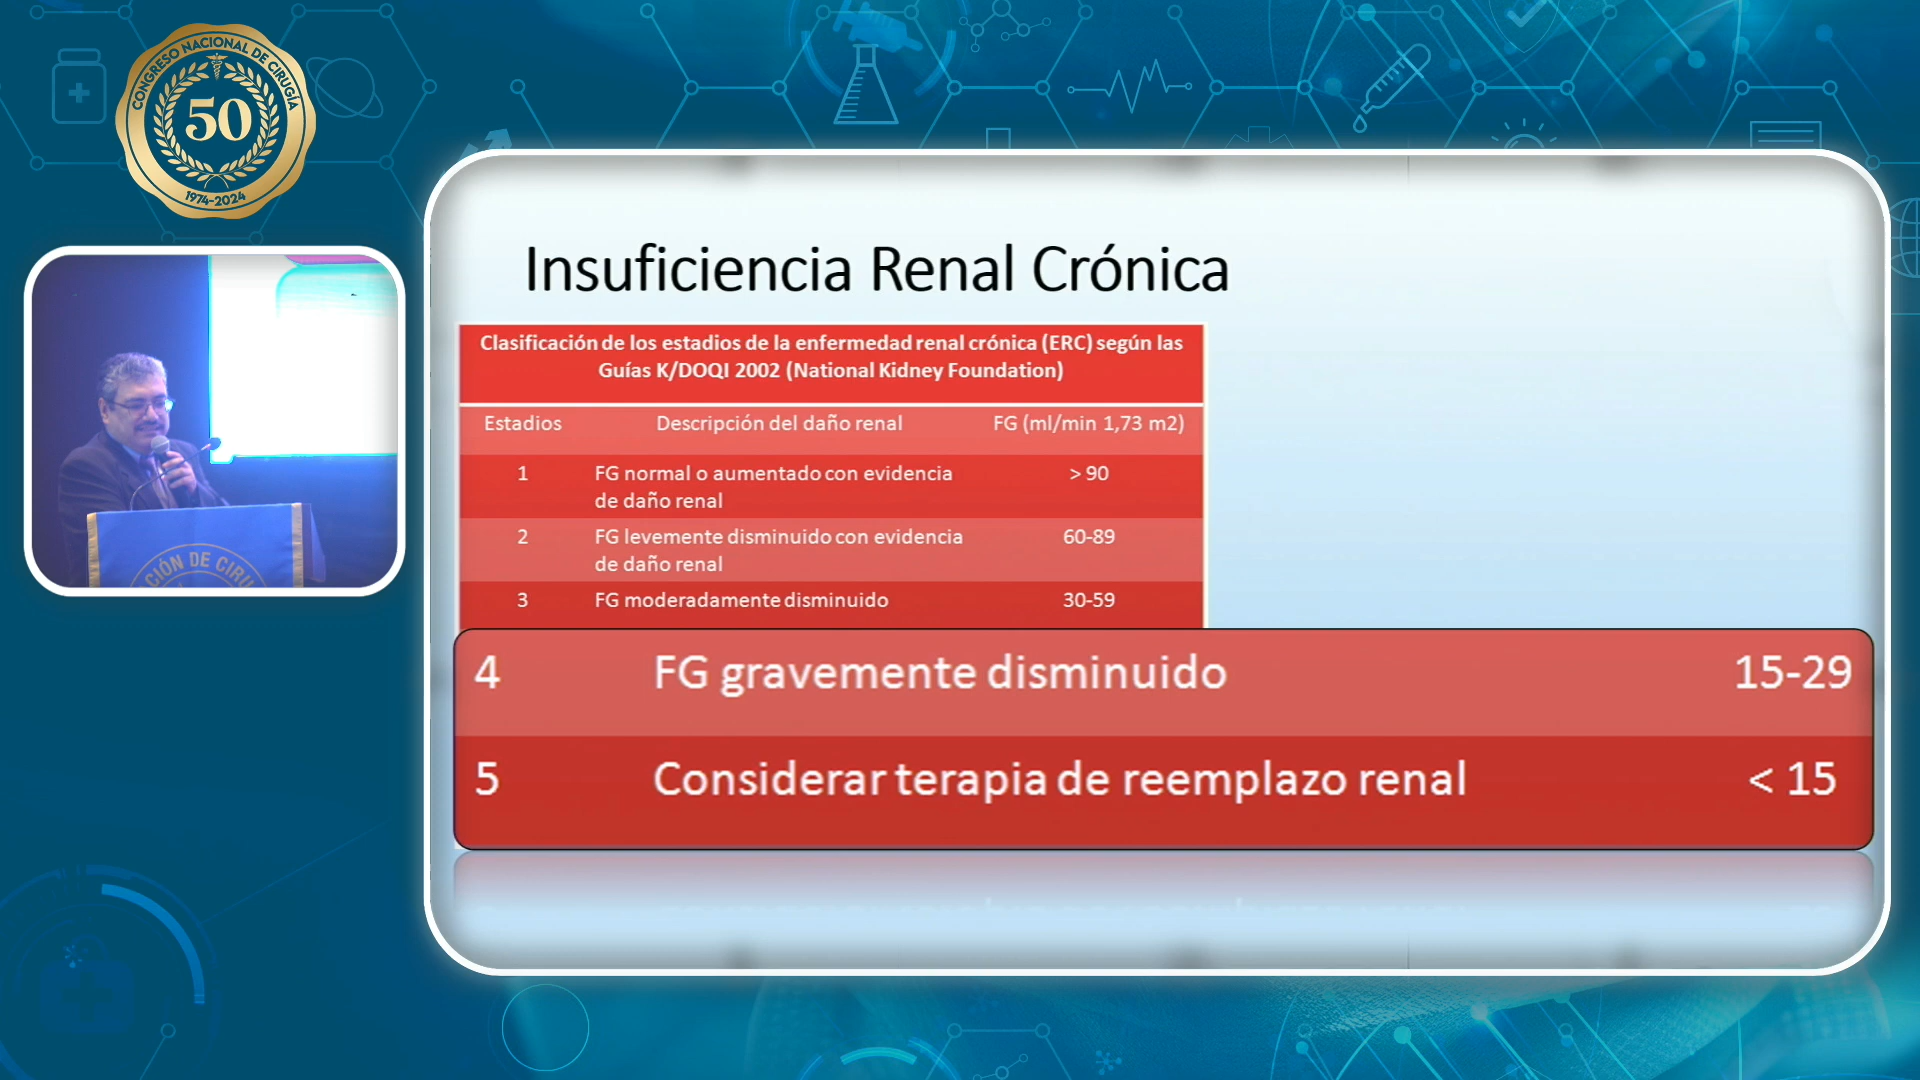 CONGRESO NACIONAL DE CIRUGÍA
50
1974-2024
CIÓN DE CIRU
Insuficiencia Renal Crónica
Clasificación de los estadios de la enfermedad renal crónica (ERC) según las
Guías K/DOQI 2002 (National Kidney Foundation)
Estadios Descripción del daño renal FG (ml/min 1,73 m2)
1 FG normal o aumentado con evidencia > 90
de daño renal
2 FG levemente disminuido con evidencia 60-89
de daño renal
3 FG moderadamente disminuido 30-59
4 FG gravemente disminuido 15-29
5 Considerar terapia de reemplazo renal < 15